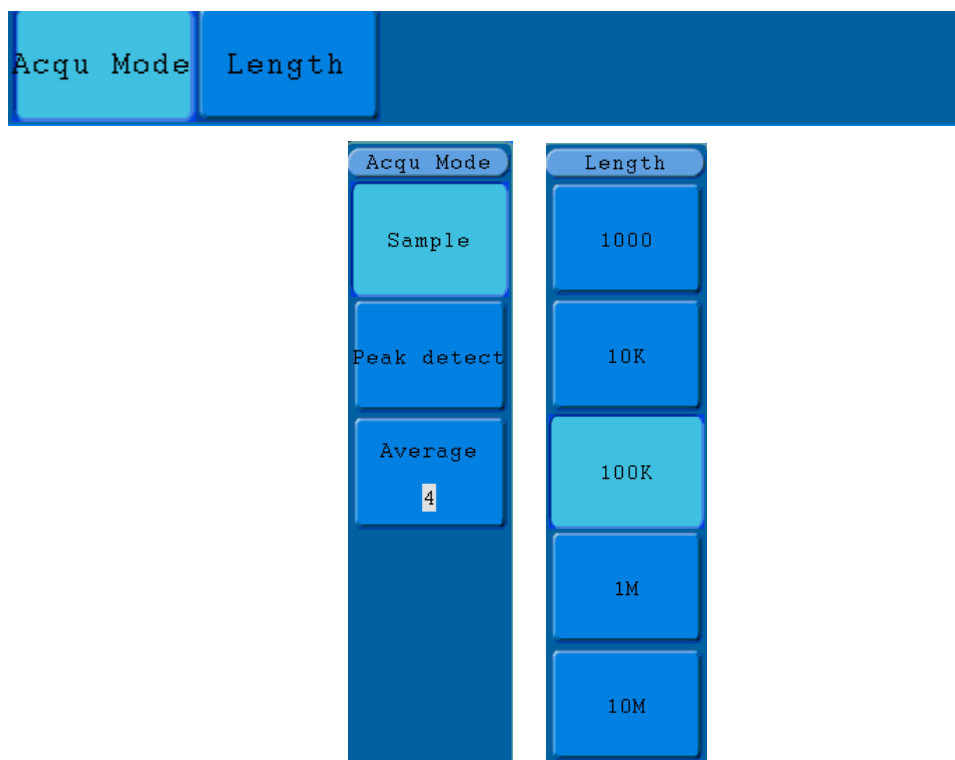 Acqu Mode
Length
Acqu Mode
Sample
Peak detect
Average
4
Length
1000
10K
100K
1M
10M